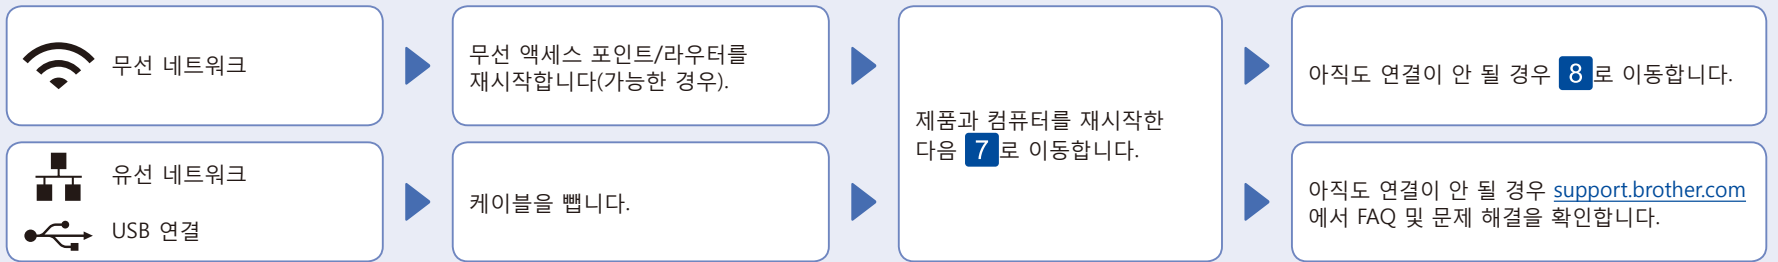 무선 네트워크
무선 액세스 포인트/라우터를
재시작합니다(가능한 경우).
제품과 컴퓨터를 재시작한
다음 7로 이동합니다.
아직도 연결이 안 될 경우 8로 이동합니다.
유선 네트워크
USB 연결
케이블을 뺍니다.
아직도 연결이 안 될 경우 support.brother.com
에서 FAQ 및 문제 해결을 확인합니다.